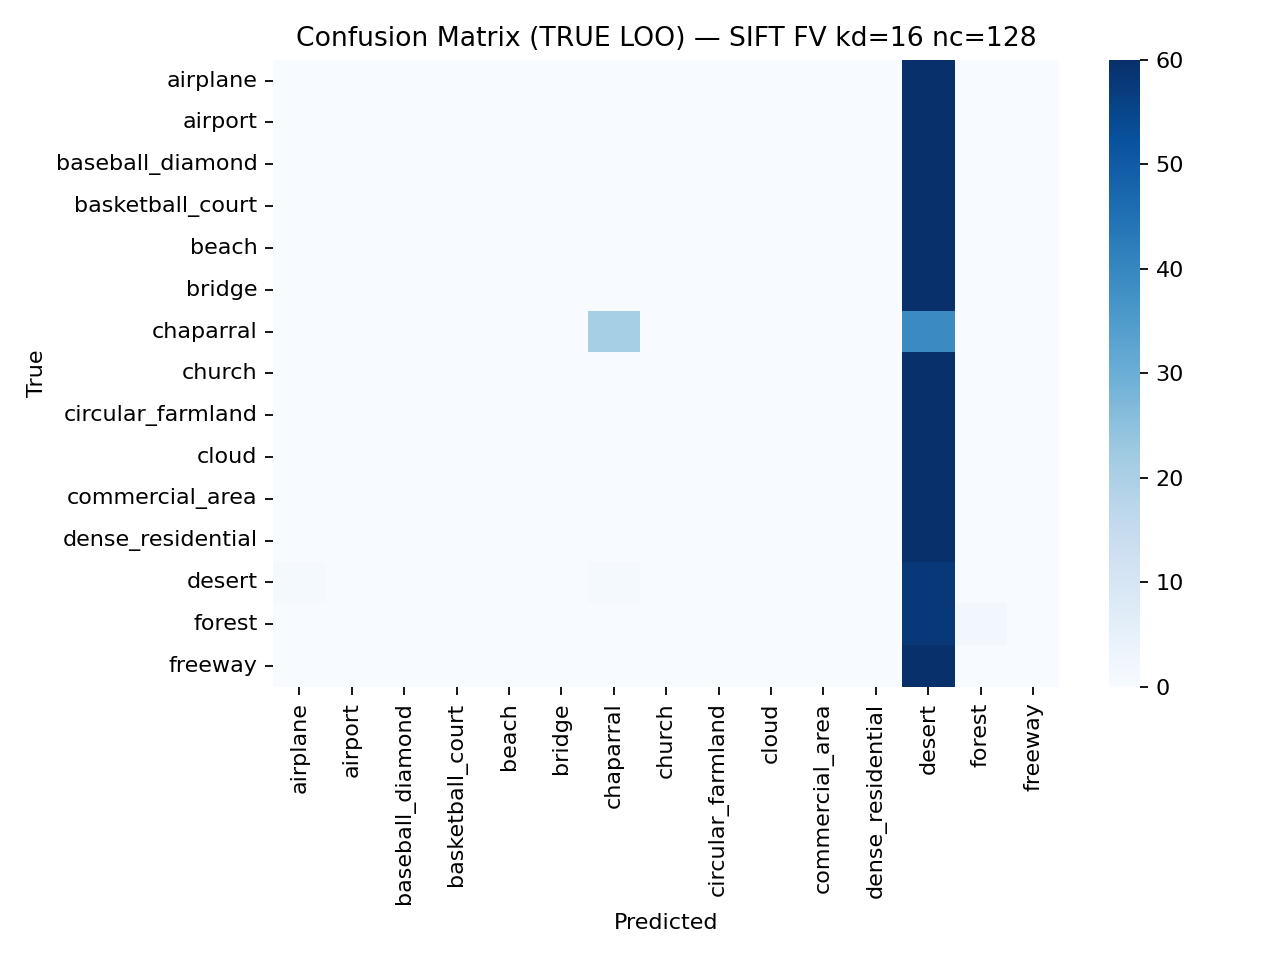 Confusion Matrix (TRUE LOO) — SIFT FV kd=16 nc=128
True
airplane
airport
baseball_diamond
basketball_court
beach
bridge
chaparral
church
circular_farmland
cloud
commercial_area
dense_residential
desert
forest
freeway
60
50
40
30
20
10
0
airplane
airport
baseball_diamond
basketball_court
beach
bridge
chaparral
church
circular_farmland
cloud
commercial_area
dense_residential
desert
forest
freeway
Predicted